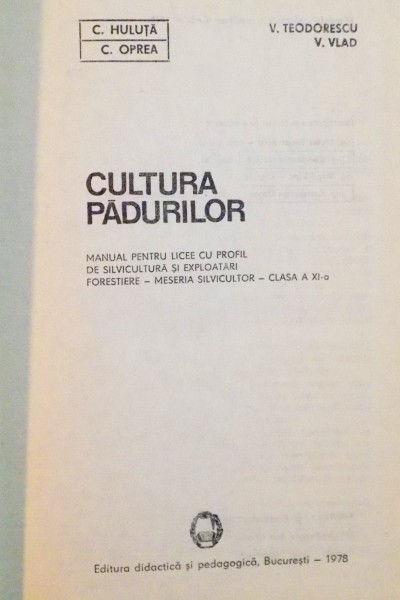 C. HULUȚĂ
C. OPREA
V. TEODORESCU
V. VLAD
CULTURA
PĂDURILOR
MANUAL PENTRU LICEE CU PROFIL
DE SILVICULTURĂ ȘI EXPLOATĂRI
FORESTIERE – MESERIA SILVICULTOR – CLASA A XI-a
Editura didactică și pedagogică, București – 1978